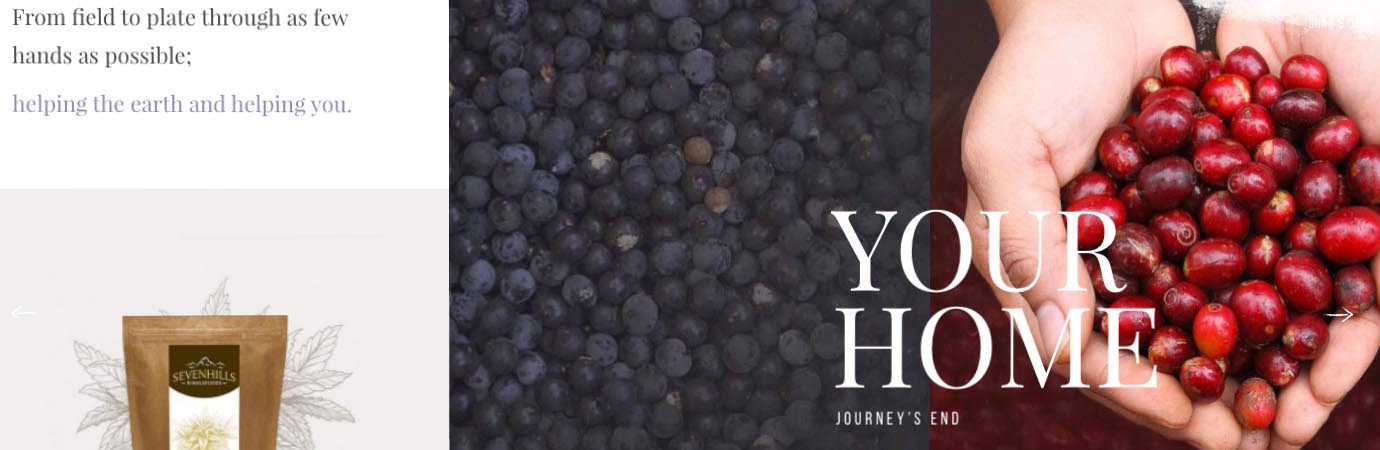 From field to plate through as few
hands as possible;
helping the earth and helping you.
SEVENHILLS
WHOLEFOODS
YOUR
HOME
JOURNEY'S END